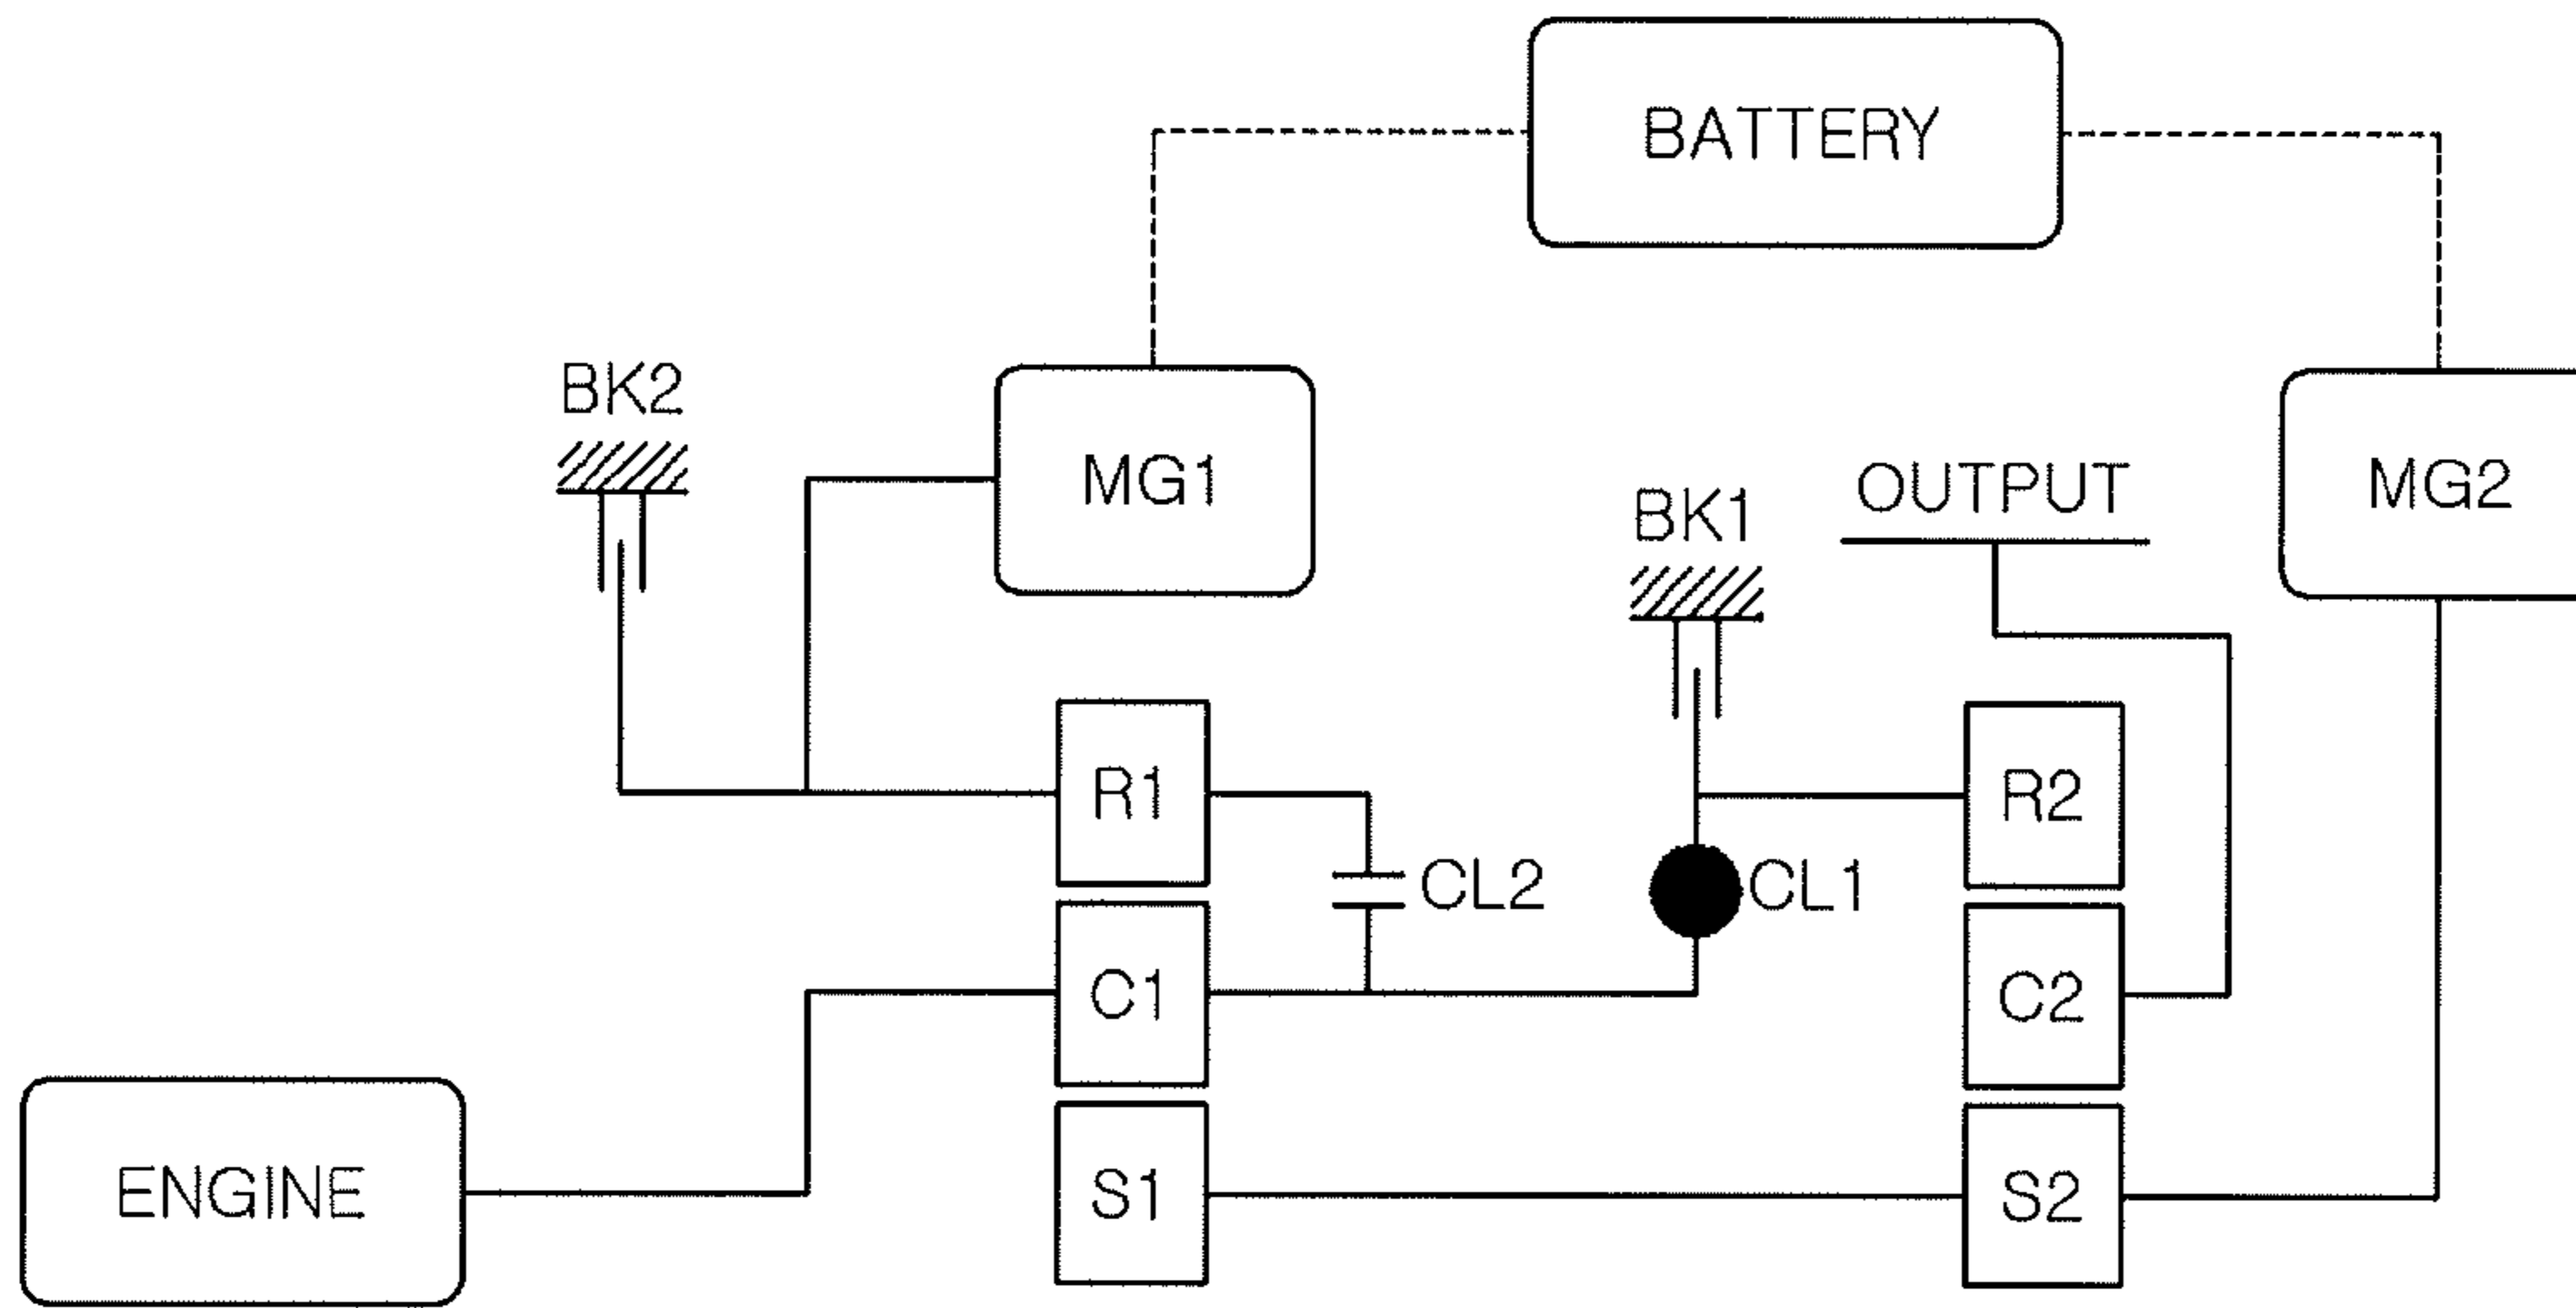 BATTERY
BK2
MG1
BK1
OUTPUT
MG2
R1
R2
CL2
CL1
C1
C2
ENGINE
S1
S2